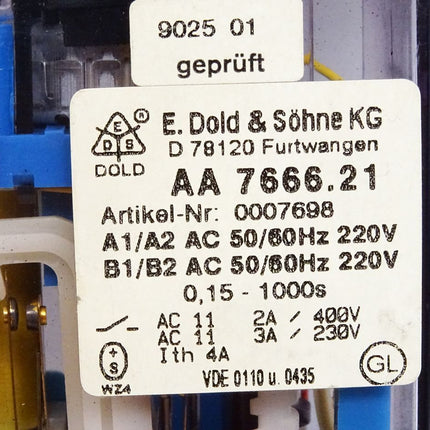 9025 01
geprüft
E
D S
®
DOLD
E. Dold & Söhne KG
D 78120 Furtwangen
AA 7666.21
Artikel-Nr: 0007698
A1/A2 AC 50/60Hz 220V
B1/B2 AC 50/60Hz 220V
0,15 - 1000s
AC 11 2A / 400V
AC 11 3A / 230V
Ith 4A
+
S
WZ4
VDE 0110 u. 0435
GL